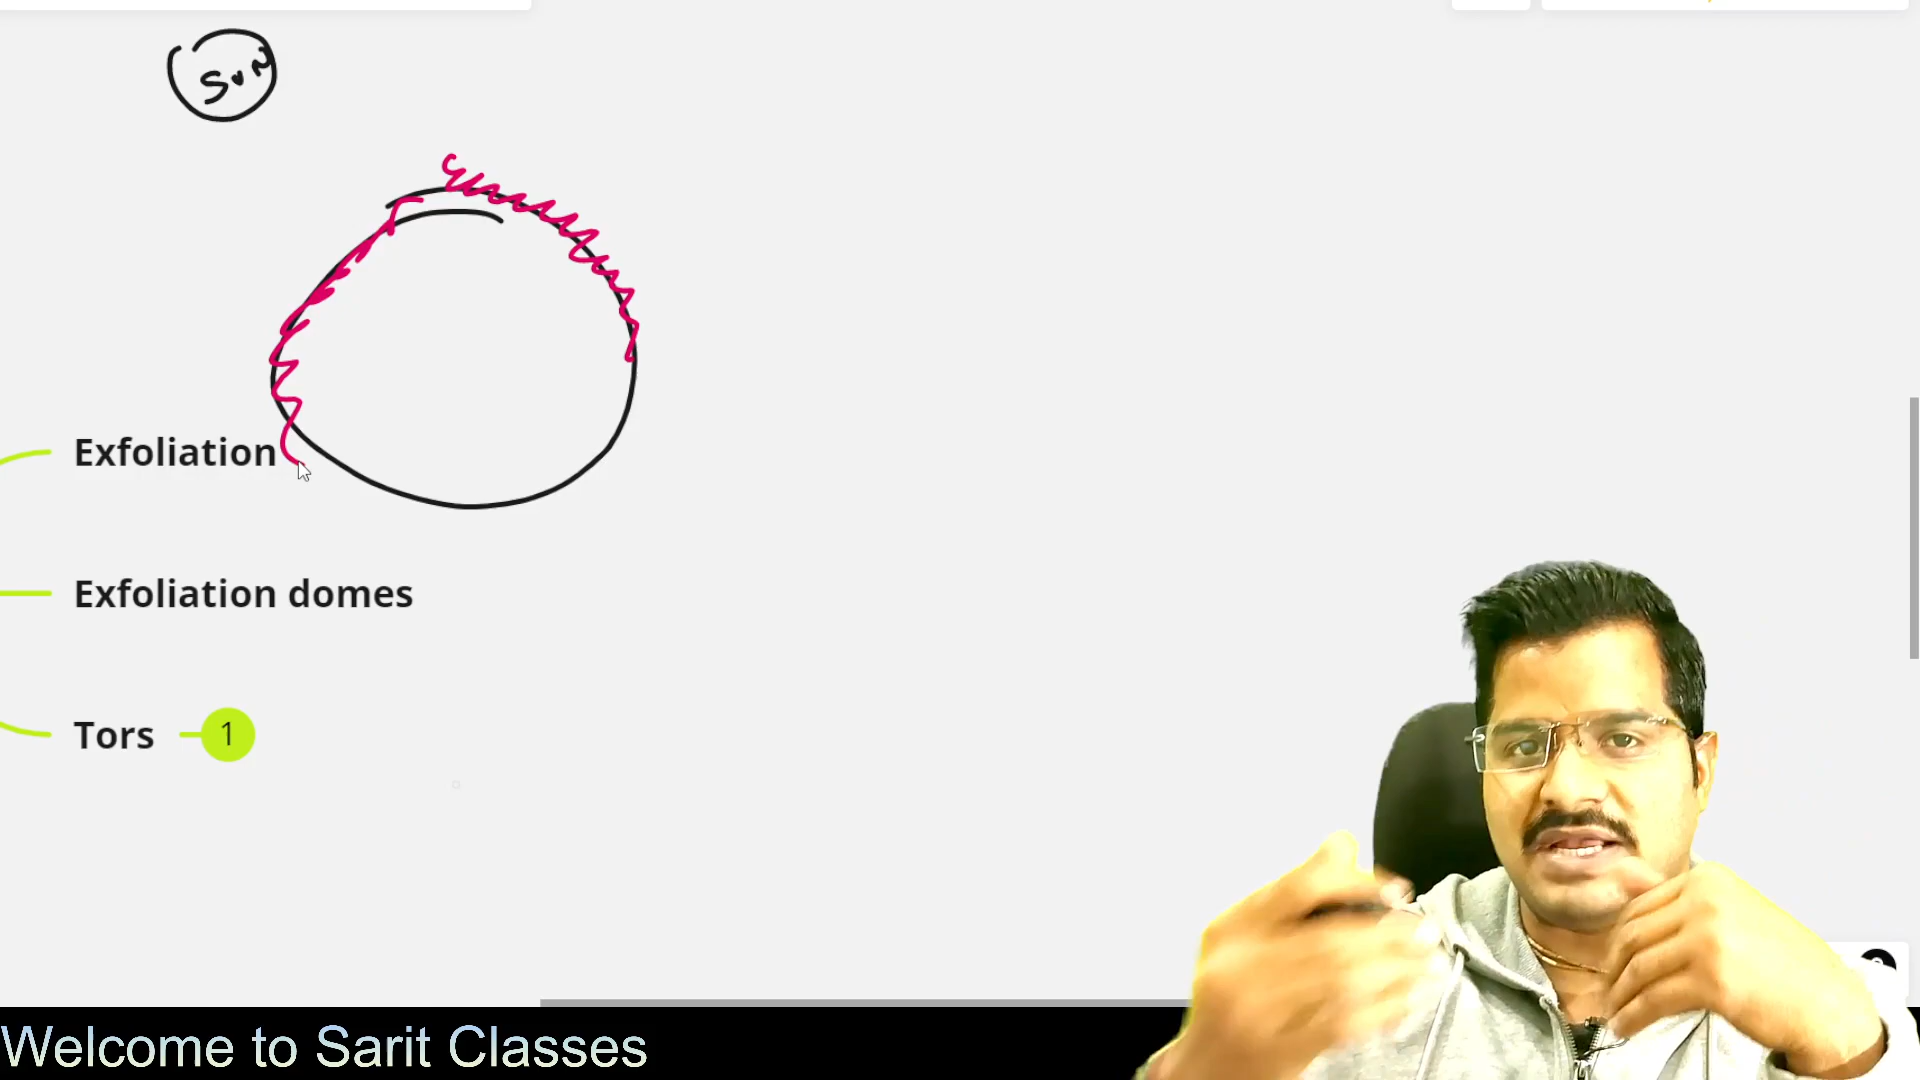 SUN
Exfoliation
Exfoliation domes
Tors 1
Welcome to Sarit Classes